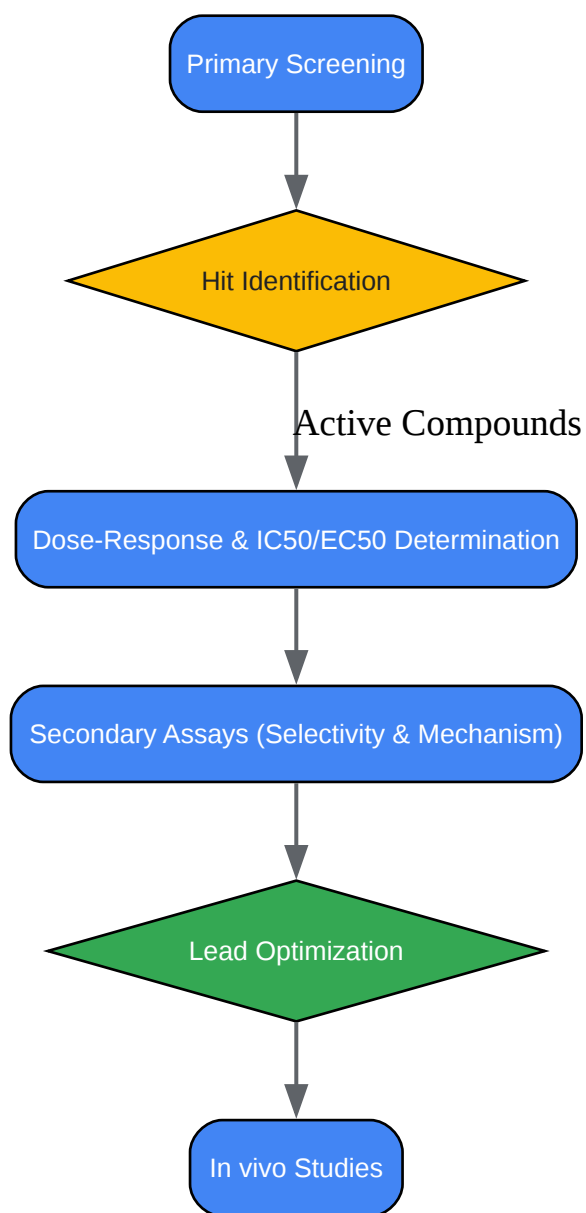 Primary Screening
Hit Identification
Active Compounds
Dose-Response & IC50/EC50 Determination
Secondary Assays (Selectivity & Mechanism)
Lead Optimization
In vivo Studies